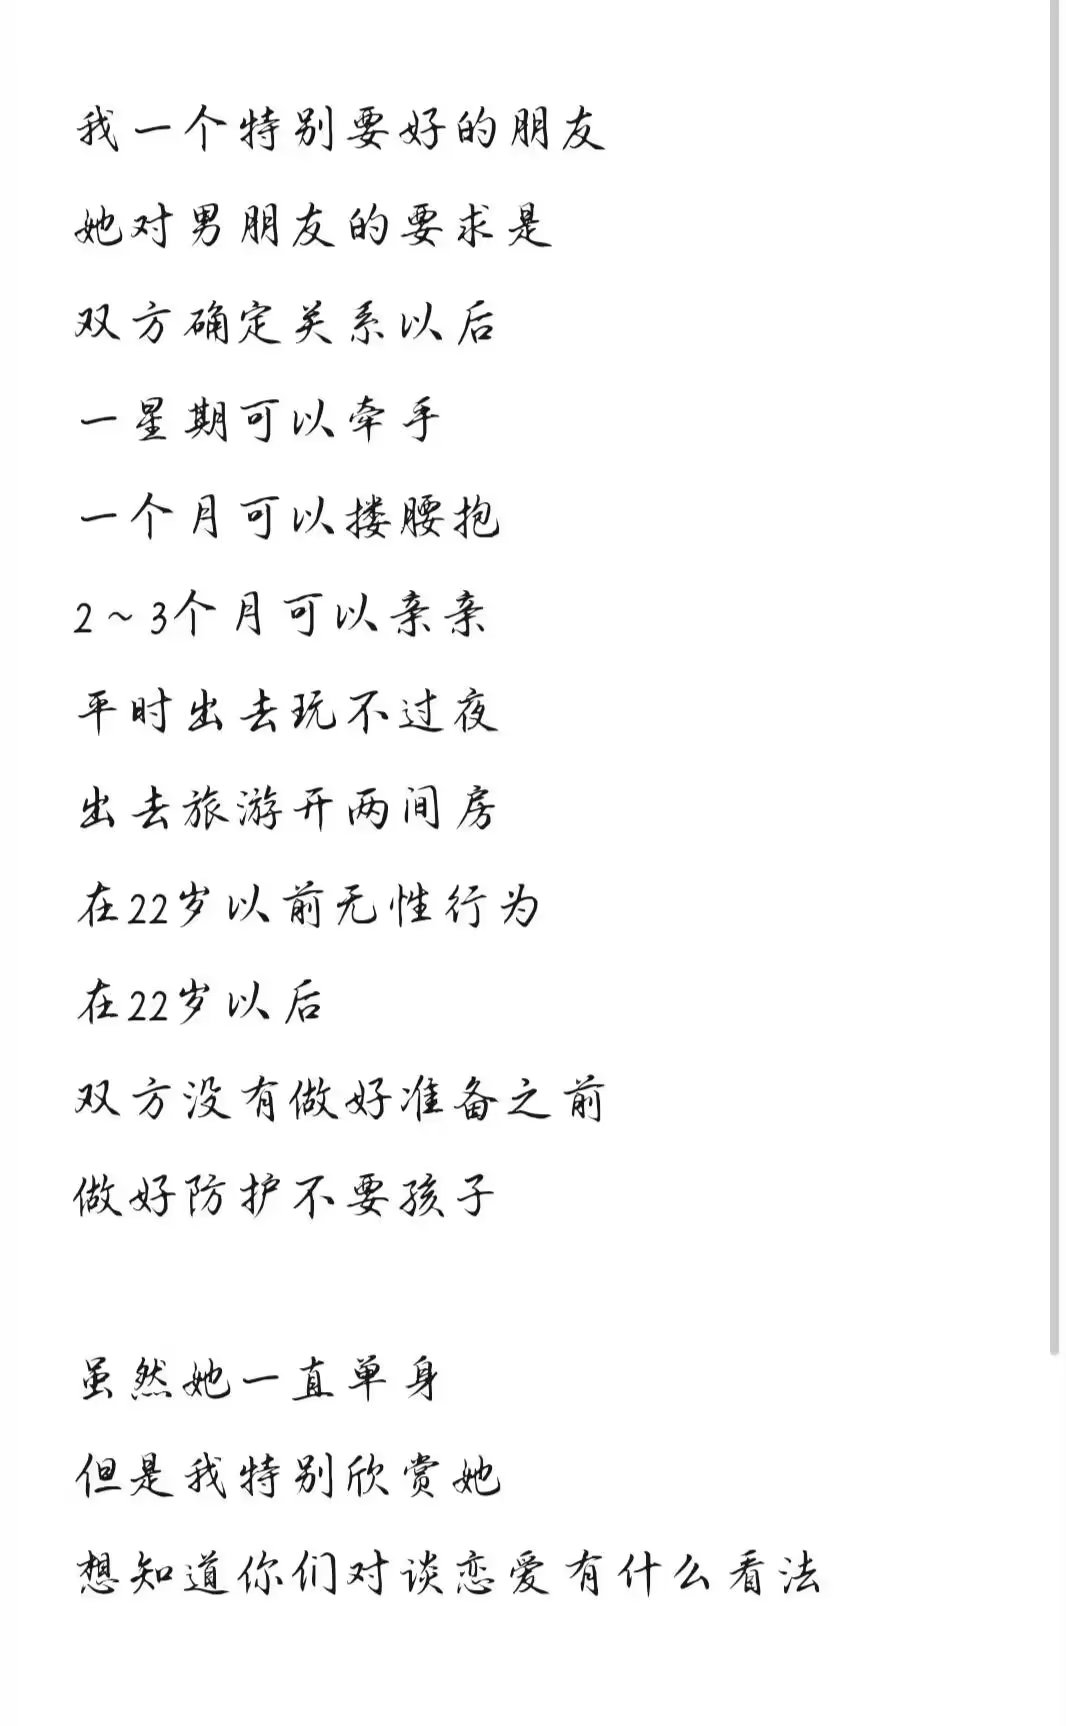 我一个特别要好的朋友
她对男朋友的要求是
双方确定关系以后
一星期可以牵手
一个月可以搂腰抱
2~3个月可以亲亲
平时出去玩不过夜
出去旅游开两间房
在22岁以前无性行为
在22岁以后
双方没有做好准备之前
做好防护不要孩子
虽然她一直单身
但是我特别欣赏她
想知道你们对谈恋爱有什么看法